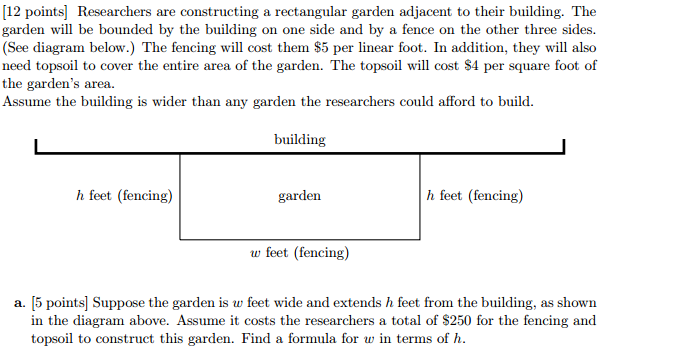 [12 points] Researchers are constructing a rectangular garden adjacent to their building. The
garden will be bounded by the building on one side and by a fence on the other three sides.
(See diagram below.) The fencing will cost them $5 per linear foot. In addition, they will also
need topsoil to cover the entire area of the garden. The topsoil will cost $4 per square foot of
the garden's area.
Assume the building is wider than any garden the researchers could afford to build.
building
h feet (fencing)
garden
h feet (fencing)
w feet (fencing)
a. [5 points] Suppose the garden is w feet wide and extends h feet from the building, as shown
in the diagram above. Assume it costs the researchers a total of $250 for the fencing and
topsoil to construct this garden. Find a formula for w in terms of h.